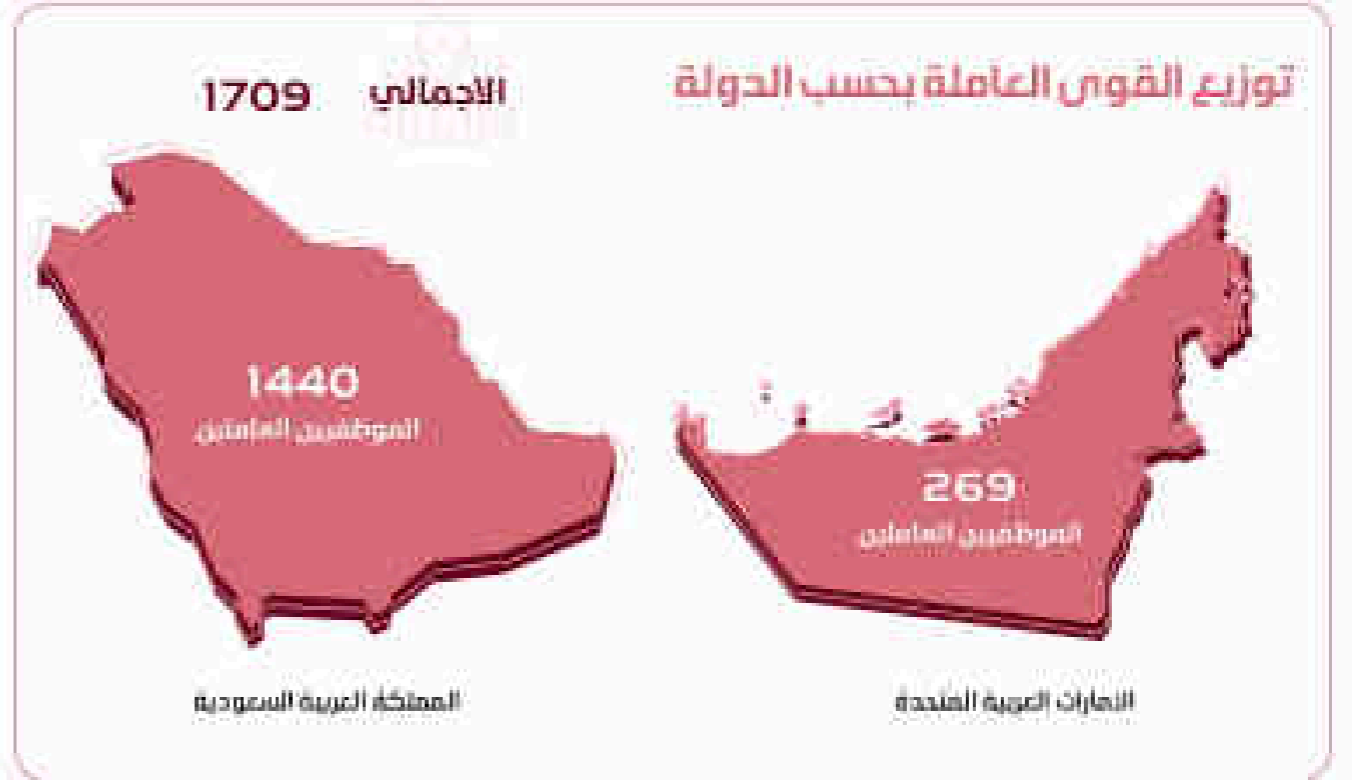 توزيع القوى العاملة بحسب الدولة
الاجمالي 1709
269
الموظفين العاملين
الامارات العربية المتحدة
1440
الموظفين العاملين
المملكة العربية السعودية